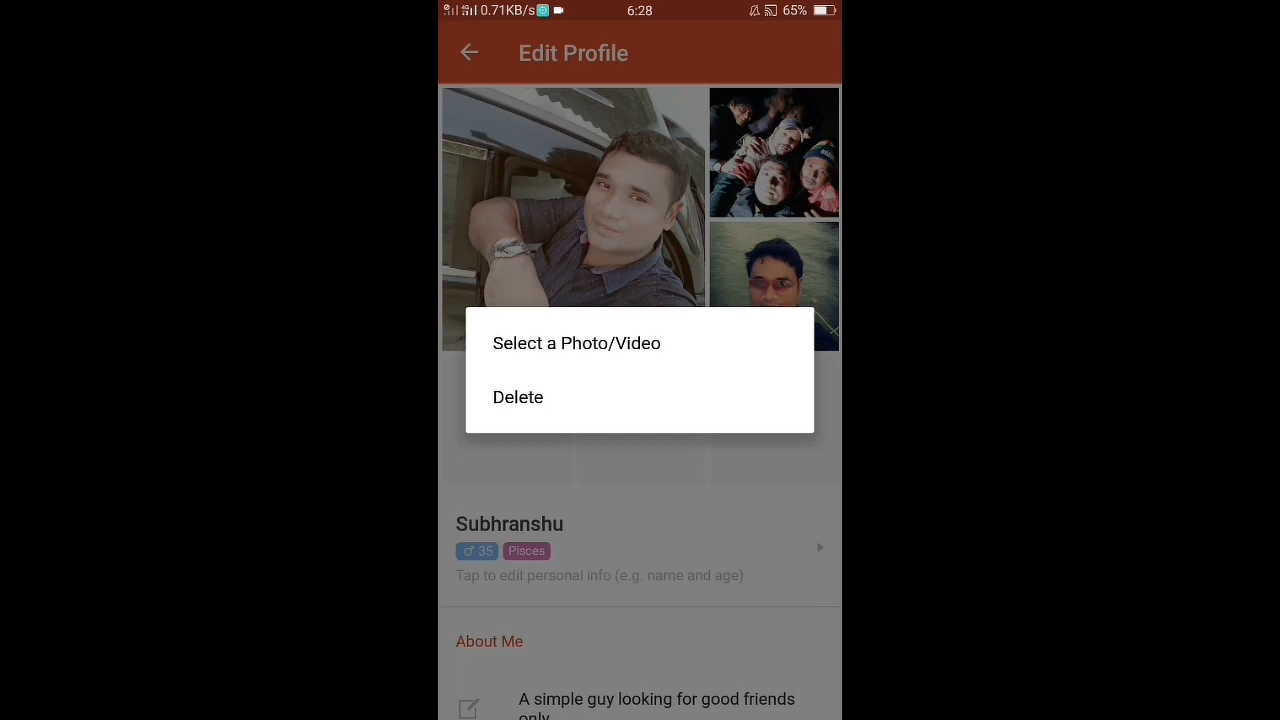 0.71KB/s 6:28 65%
Edit Profile
Select a Photo/Video
Delete
Subhranshu
♂ 35 Pisces
Tap to edit personal info (e.g. name and age)
About Me
A simple guy looking for good friends
only